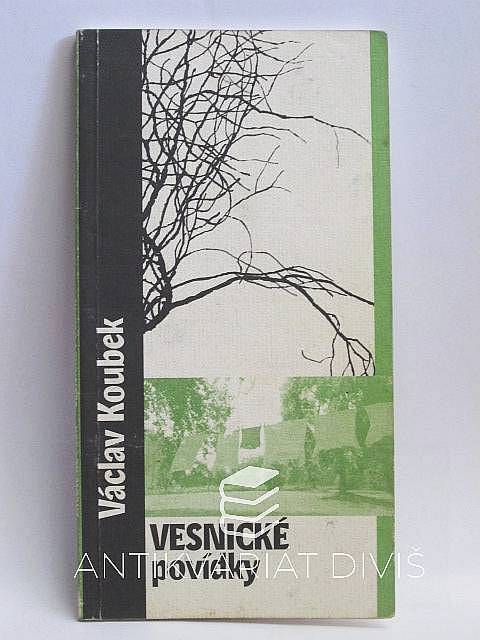 Václav Koubek
VESNICKÉ
povídky
ANTIKVARIÁT DIVIŠ